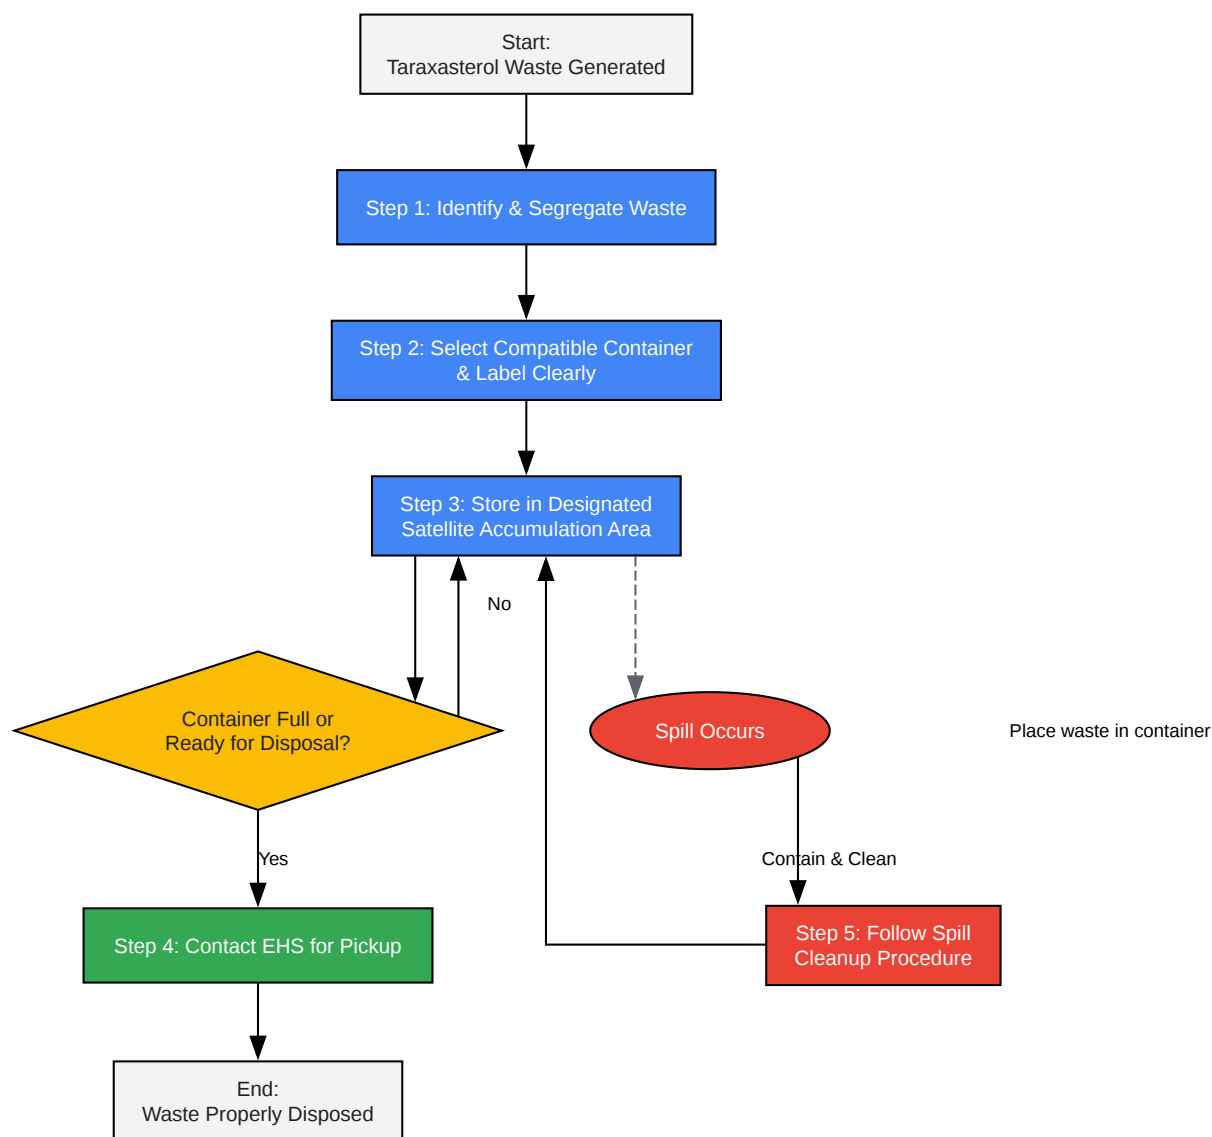 Start:
Taraxasterol Waste Generated
Step 1: Identify & Segregate Waste
Step 2: Select Compatible Container
& Label Clearly
Step 3: Store in Designated
Satellite Accumulation Area
No
Container Full or
Ready for Disposal?
Spill Occurs
Place waste in container
Yes
Contain & Clean
Step 4: Contact EHS for Pickup
Step 5: Follow Spill
Cleanup Procedure
End:
Waste Properly Disposed